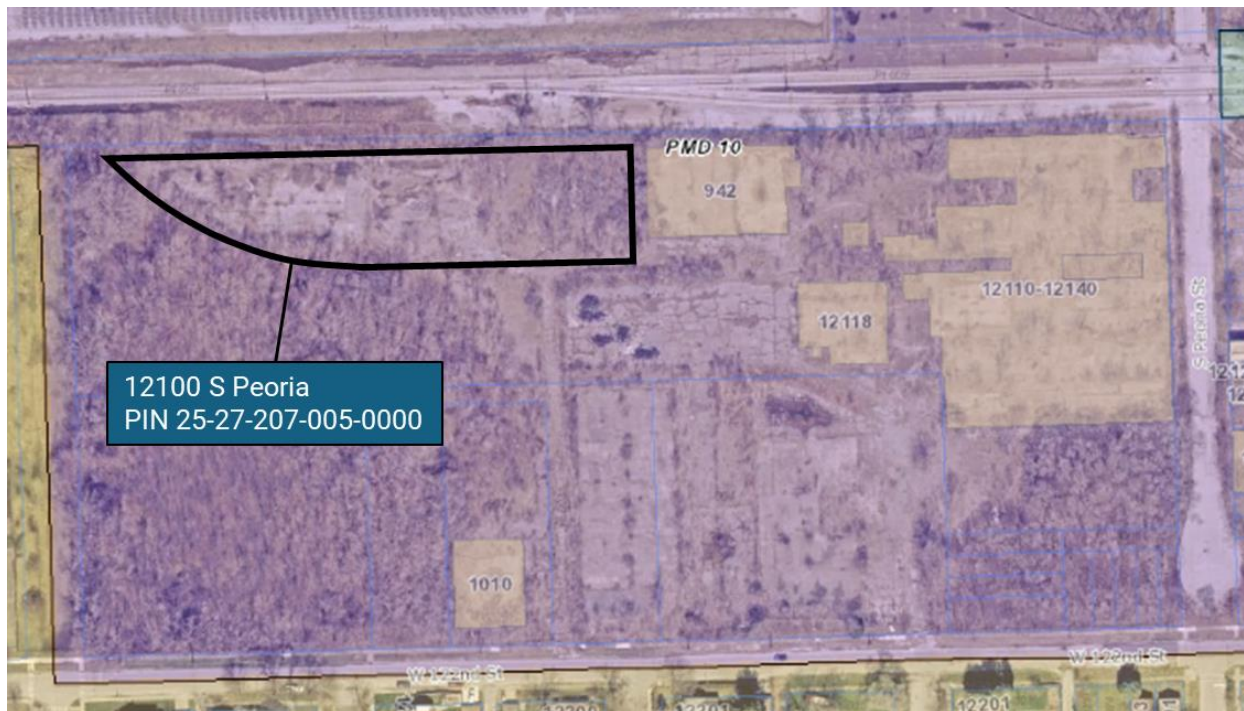 PMD 10
942
12110-12140
12118
S Peoria St
12100 S Peoria
PIN 25-27-207-005-0000
1010
W 122nd St
W 122nd St
12201